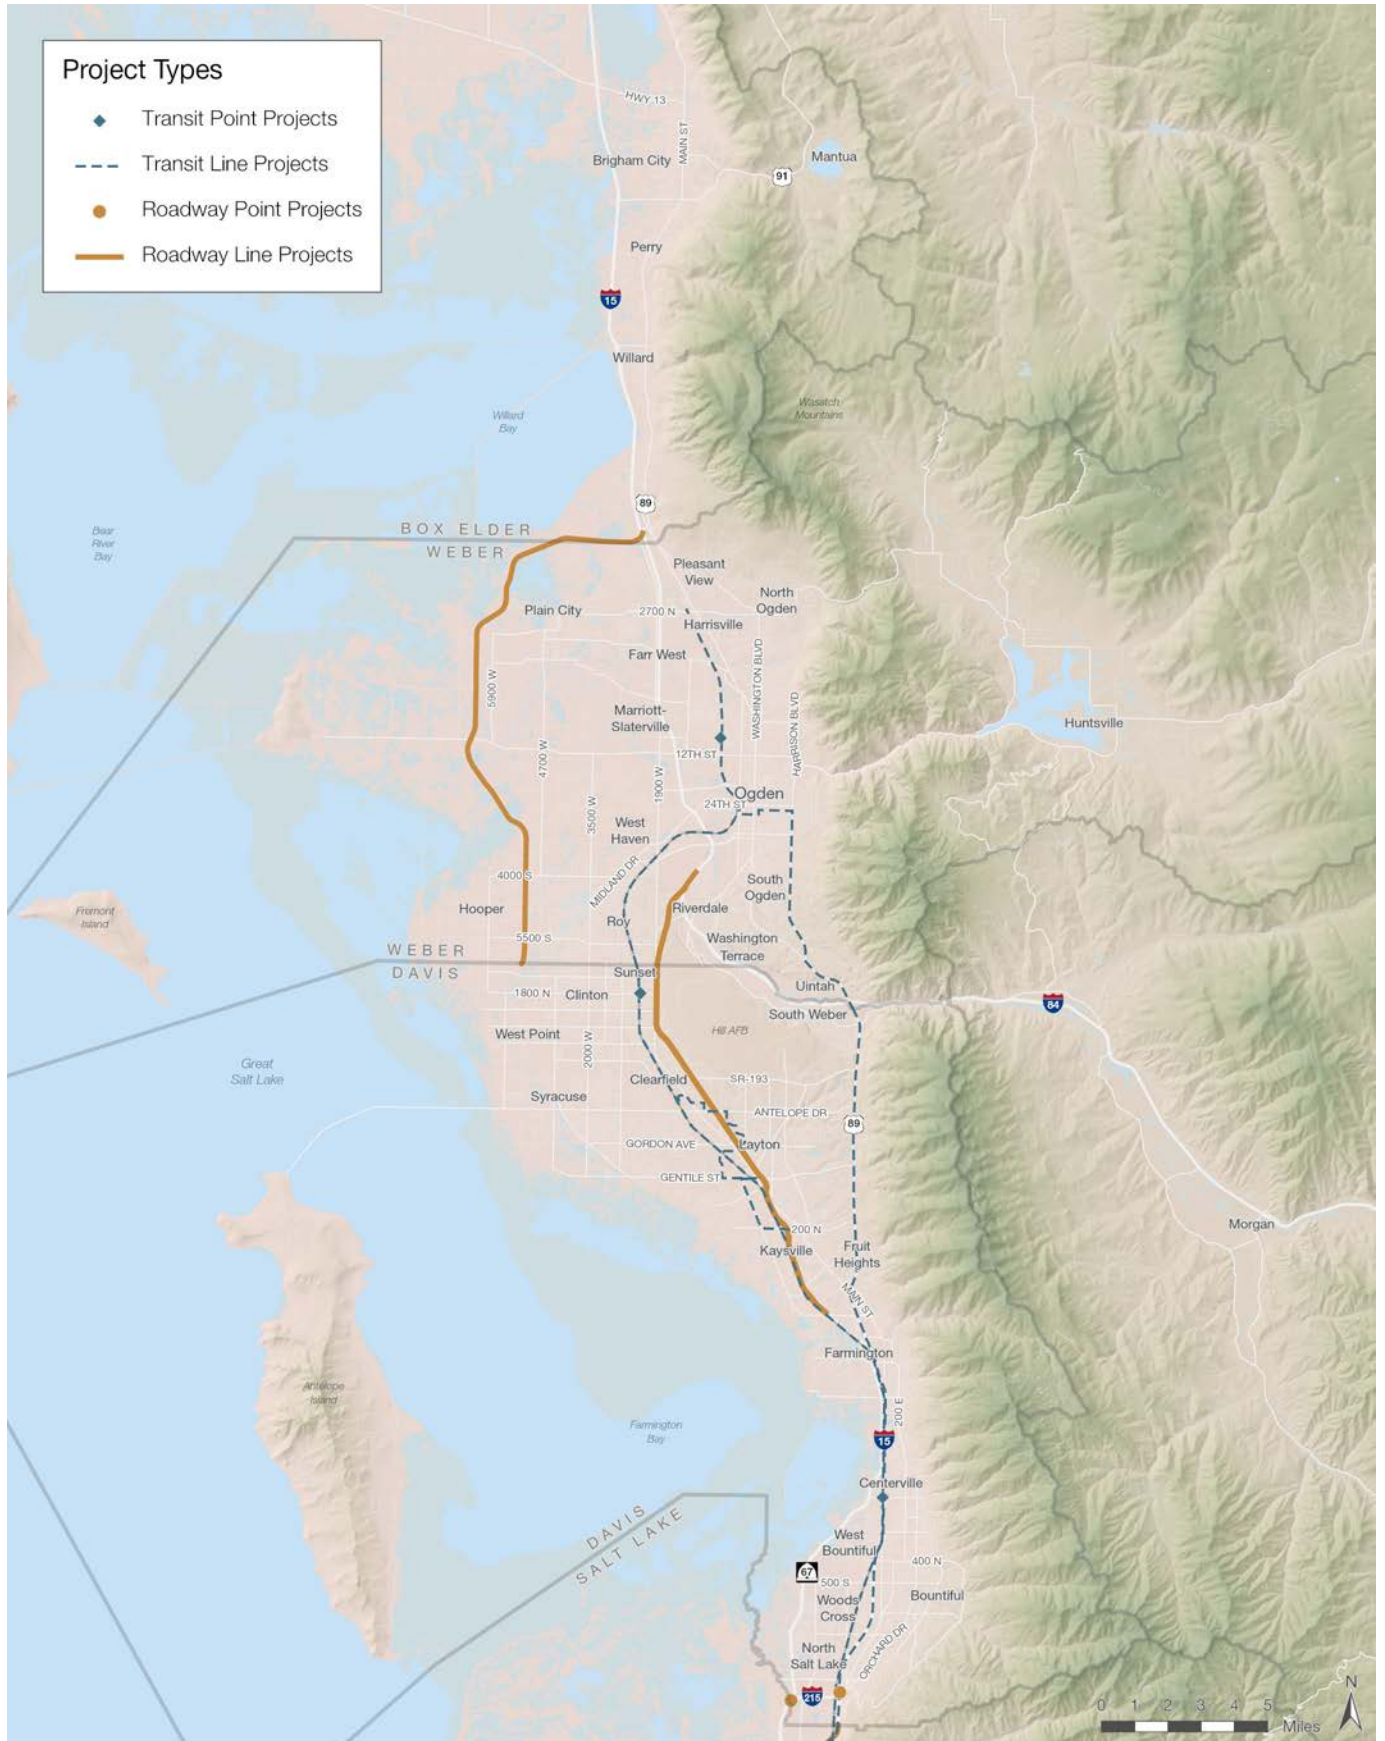 Project Types
Transit Point Projects
Transit Line Projects
Roadway Point Projects
Roadway Line Projects
HWY 13
MAIN ST
Brigham City
Mantua
91
Perry
15
Willard
Willard
Bay
Wasatch
Mountains
89
BOX ELDER
WEBER
Bear
River
Bay
Pleasant
View
North
Ogden
Plain City
2700 N
Harrisville
Farr West
WASHINGTON BLVD
5900 W
HARRISON BLVD
Marriott-
Slaterville
Huntsville
12TH ST
4700 W
1900 W
Ogden
24TH ST
3500 W
West
Haven
MIDLAND DR
4000 S
South
Ogden
Hooper
Riverdale
Fremont
Island
Roy
5500 S
Washington
Terrace
WEBER
DAVIS
Sunset
Uintah
1800 N
Clinton
84
South Weber
West Point
Hill AFB
2000 W
Great
Salt Lake
Clearfield
SR-193
Syracuse
ANTELOPE DR
89
GORDON AVE
Layton
GENTILE ST
Morgan
200 N
Kaysville
Fruit
Heights
MAIN ST
Farmington
Antelope
Island
200 E
Farmington
Bay
15
Centerville
DAVIS
SALT LAKE
West
Bountiful
400 N
67
500 S
Bountiful
Woods
Cross
ORCHARD DR
North
Salt Lake
215
N
0 1 2 3 4 5
Miles